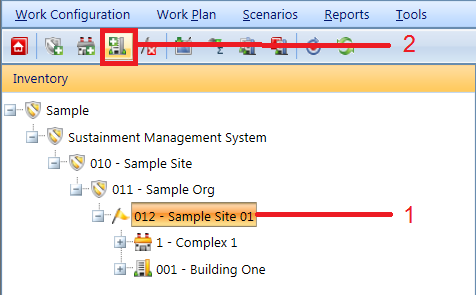 Work Configuration Work Plan Scenarios Reports Tools
2
Inventory
Sample
Sustainment Management System
010 - Sample Site
011 - Sample Org
012 - Sample Site 01 1
1 - Complex 1
001 - Building One